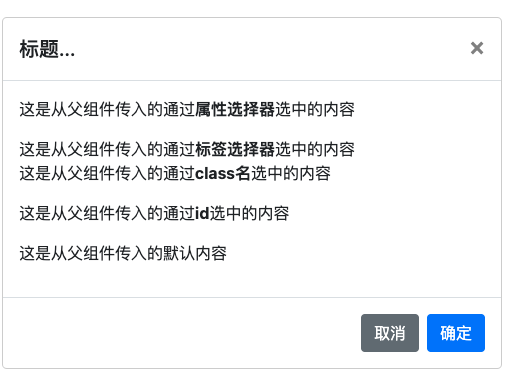 标题...
×
这是从父组件传入的通过属性选择器选中的内容
这是从父组件传入的通过标签选择器选中的内容
这是从父组件传入的通过class名选中的内容
这是从父组件传入的通过id选中的内容
这是从父组件传入的默认内容
取消 确定